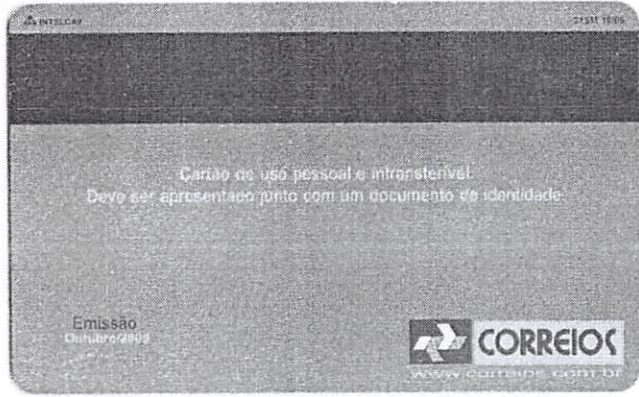 INTELCAV
Cartão de uso pessoal e intransferível.
Deve ser apresentado junto com um documento de identidade
Emissão
CORREIOS
www.correios.com.br